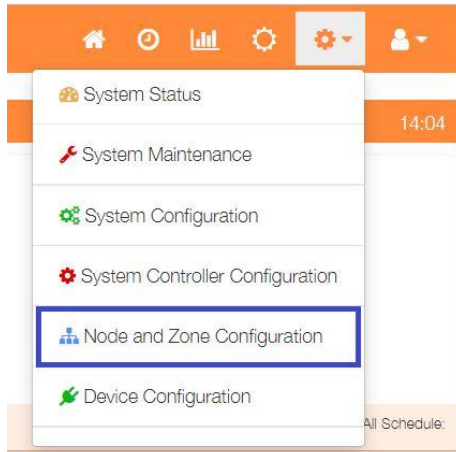 System Status
14:04
System Maintenance
System Configuration
System Controller Configuration
Node and Zone Configuration
Device Configuration
All Schedule: